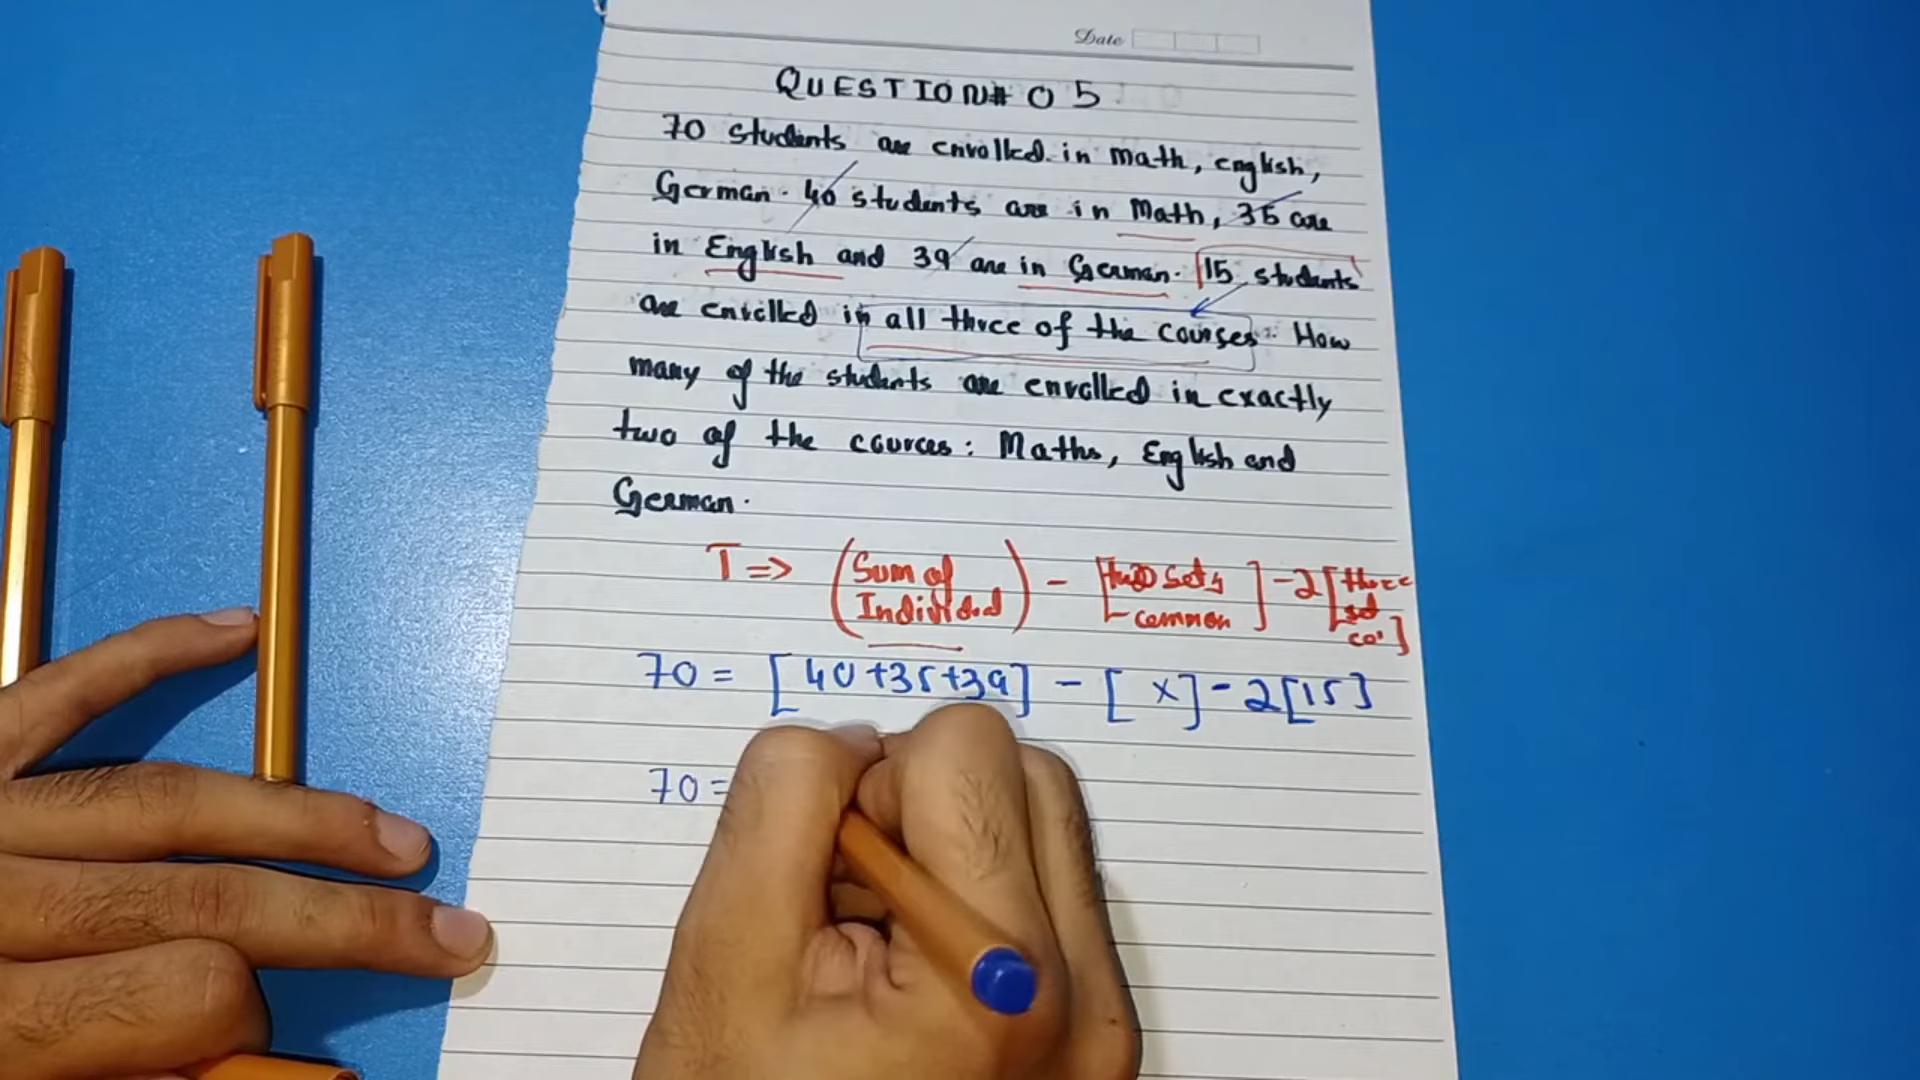 Date
QUESTION# 05
70 students are enrolled in math, english,
German. 40 students are in Math, 35 are
in English and 39 are in German. 15 students
are enrolled in all three of the courses. How
many of the students are enrolled in exactly
two of the cources: Maths, English and
German.
T => (Sum of Individual) - [two sets common] - 2[three set co.]
70 = [40+35+39] - [x] - 2[15]
70 =